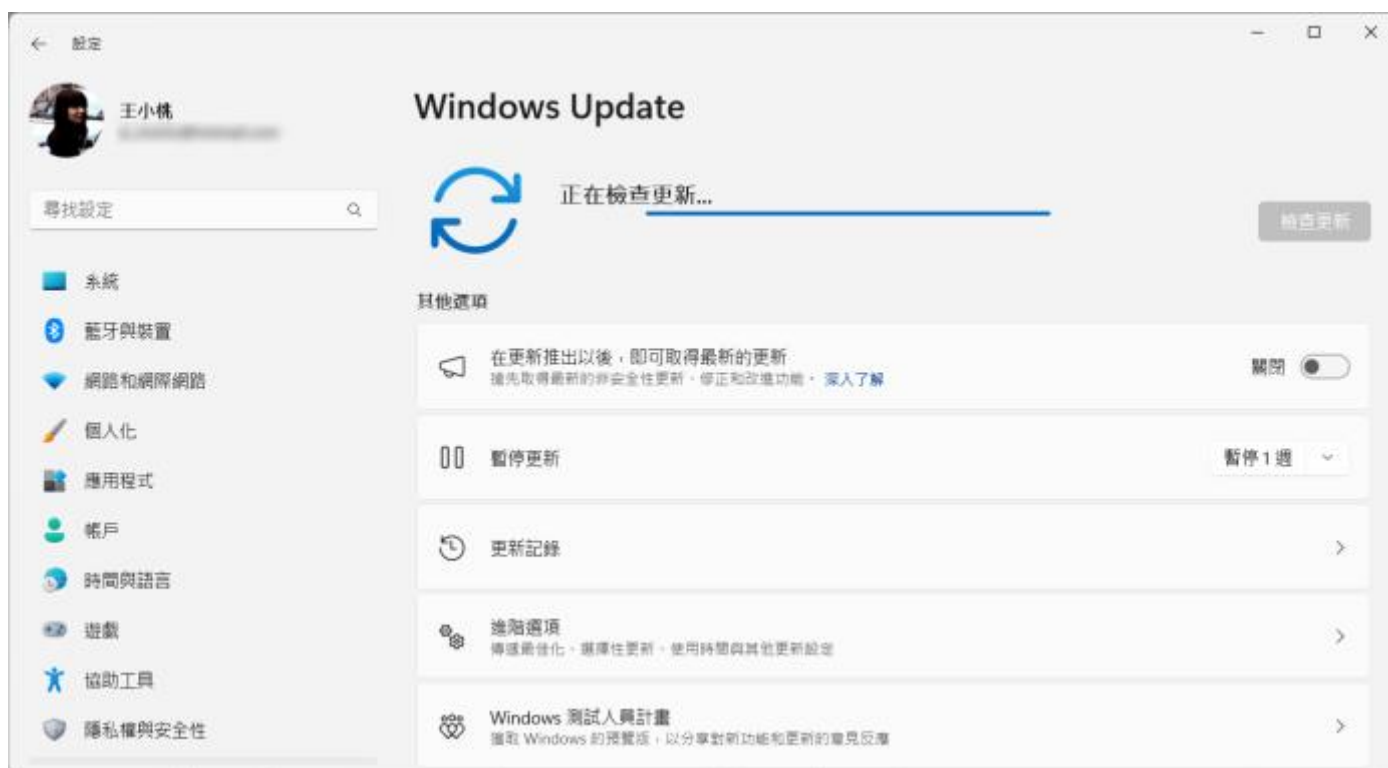 設定
王小桃
尋找設定
系統
藍牙與裝置
網路和網際網路
個人化
應用程式
帳戶
時間與語言
遊戲
協助工具
隱私權與安全性
Windows Update
正在檢查更新...
檢查更新
其他選項
在更新推出以後，即可取得最新的更新
搶先取得最新的非安全性更新、修正和改進功能。 深入了解
關閉
暫停更新
暫停 1 週
更新記錄
進階選項
傳遞最佳化、選擇性更新、使用時間與其他更新設定
Windows 測試人員計畫
獲取 Windows 的預覽版，以分享對新功能和更新的意見反應